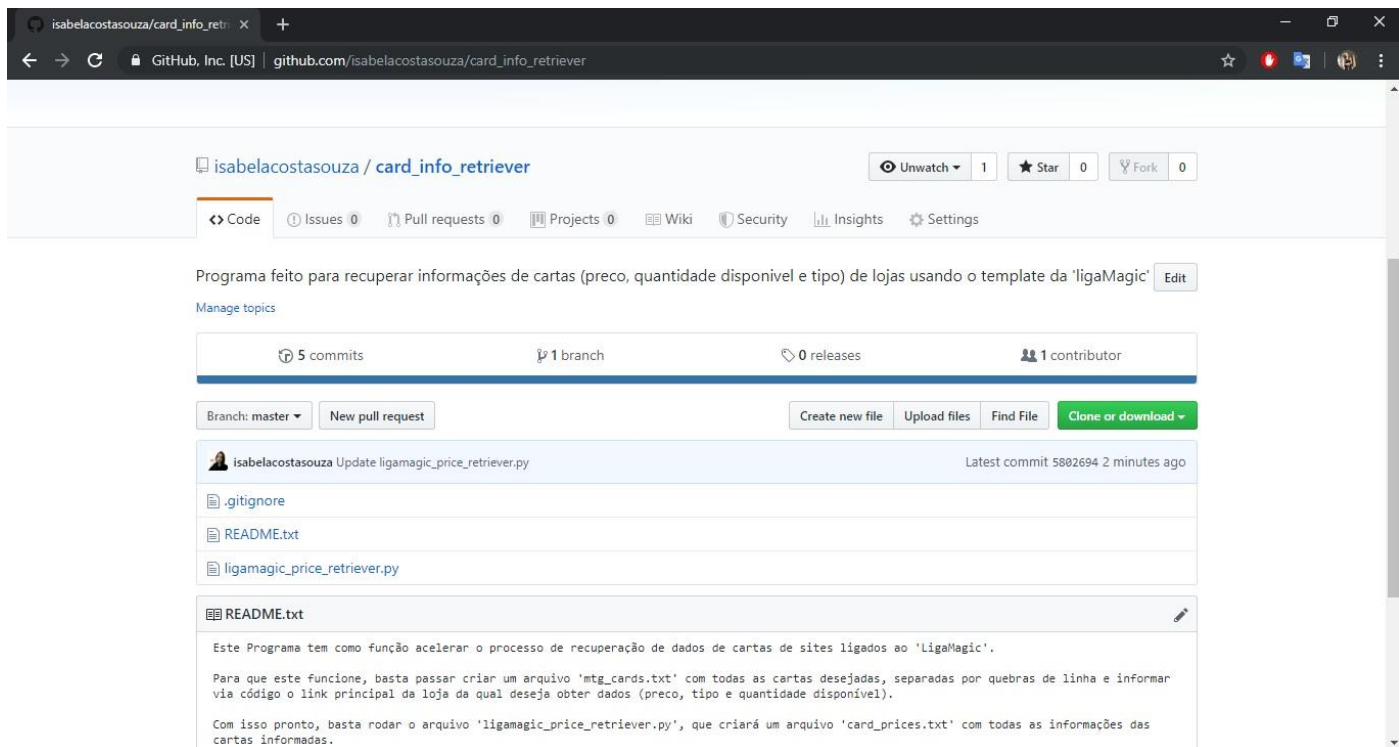 isabelacostasouza/card_info_retri
GitHub, Inc. [US] | github.com/isabelacostasouza/card_info_retriever
isabelacostasouza / card_info_retriever
Unwatch 1 Star 0 Fork 0
Code Issues 0 Pull requests 0 Projects 0 Wiki Security Insights Settings
Programa feito para recuperar informações de cartas (preco, quantidade disponivel e tipo) de lojas usando o template da 'ligaMagic' Edit
Manage topics
5 commits 1 branch 0 releases 1 contributor
Branch: master New pull request Create new file Upload files Find File Clone or download
isabelacostasouza Update ligamagic_price_retriever.py Latest commit 5802694 2 minutes ago
.gitignore
README.txt
ligamagic_price_retriever.py
README.txt
Este Programa tem como função acelerar o processo de recuperação de dados de cartas de sites ligados ao 'LigaMagic'.
Para que este funcione, basta passar criar um arquivo 'mtg_cards.txt' com todas as cartas desejadas, separadas por quebras de linha e informar
via código o link principal da loja da qual deseja obter dados (preco, tipo e quantidade disponível).
Com isso pronto, basta rodar o arquivo 'ligamagic_price_retriever.py', que criará um arquivo 'card_prices.txt' com todas as informações das
cartas informadas.